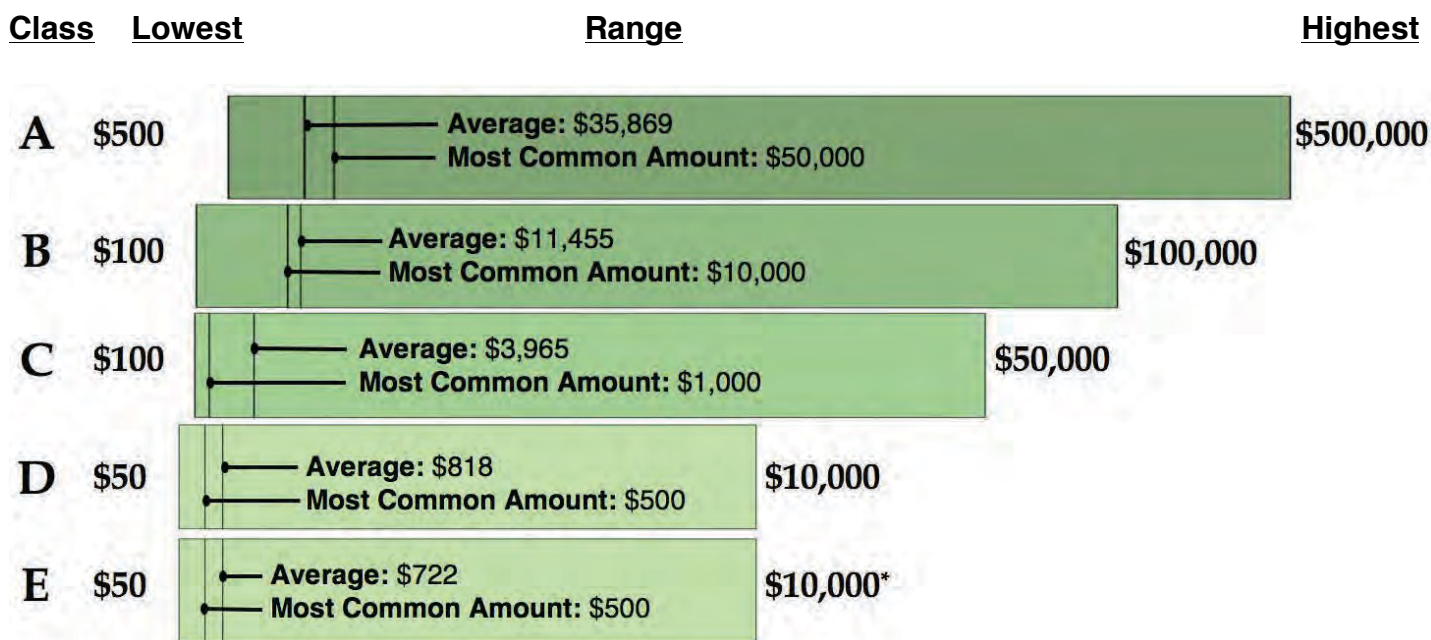 Class Lowest Range Highest
A $500 Average: $35,869 $500,000
Most Common Amount: $50,000
B $100 Average: $11,455 $100,000
Most Common Amount: $10,000
C $100 Average: $3,965 $50,000
Most Common Amount: $1,000
D $50 Average: $818 $10,000
Most Common Amount: $500
E $50 Average: $722 $10,000*
Most Common Amount: $500